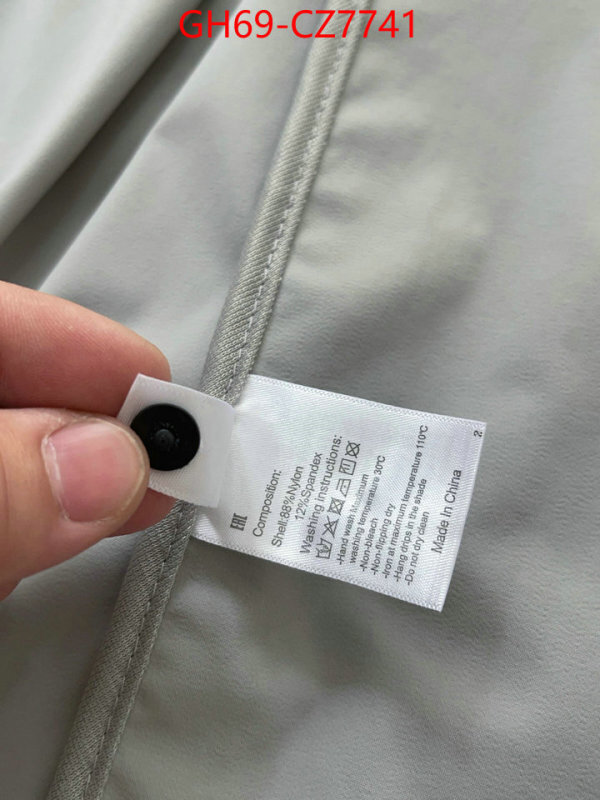 GH69-CZ7741
EAC
Composition:
Shell:88%Nylon
12%Spandex
Washing instructions:
-Hand wash Maximum
washing temperature 30℃
-Non-bleach
-Non-flipping dry
-Iron at maximum temperature 110℃
-Hang drips in the shade
-Do not dry clean
Made In China
2